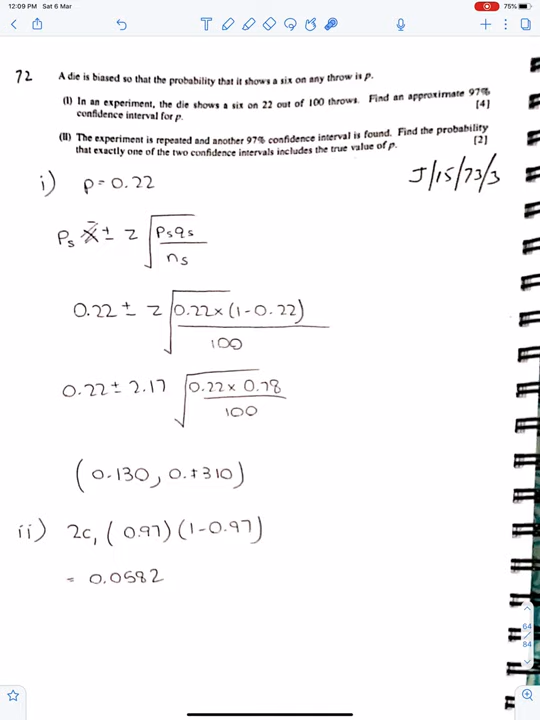 12:09 PM Sat 6 Mar
75%
72 A die is biased so that the probability that it shows a six on any throw is p.
(i) In an experiment, the die shows a six on 22 out of 100 throws. Find an approximate 97%
confidence interval for p. [4]
(ii) The experiment is repeated and another 97% confidence interval is found. Find the probability
that exactly one of the two confidence intervals includes the true value of p. [2]
J/15/73/3
i) p = 0.22
Ps ± z √(Psqs / ns)
0.22 ± z √(0.22 × (1-0.22) / 100)
0.22 ± 2.17 √(0.22 × 0.78 / 100)
(0.130, 0.310)
ii) 2C1 (0.97)(1-0.97)
= 0.0582
64
84